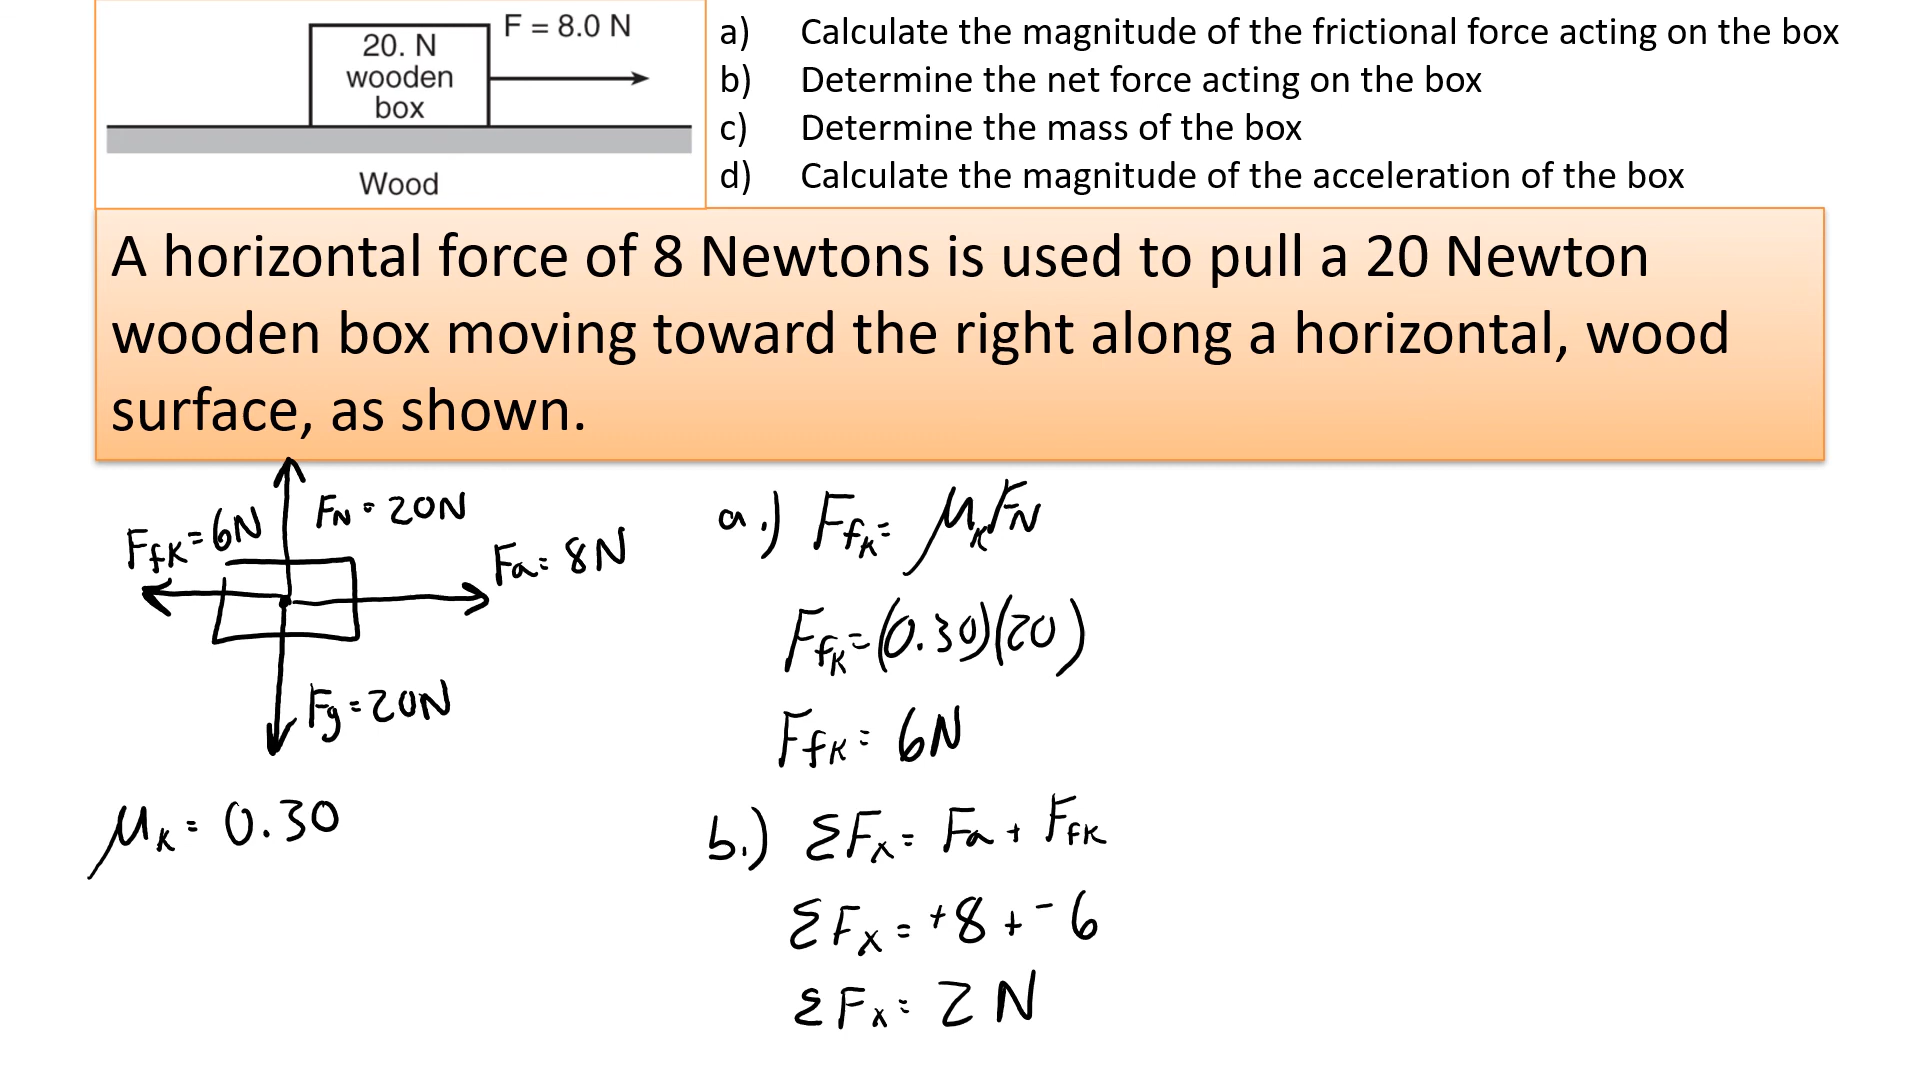 20. N
wooden
box
F = 8.0 N
Wood
a) Calculate the magnitude of the frictional force acting on the box
b) Determine the net force acting on the box
c) Determine the mass of the box
d) Calculate the magnitude of the acceleration of the box
A horizontal force of 8 Newtons is used to pull a 20 Newton
wooden box moving toward the right along a horizontal, wood
surface, as shown.
FfK = 6N
FN = 20N
Fa = 8N
Fg = 20N
μK = 0.30
a.) FfK = μK FN
FfK = (0.30)(20)
FfK = 6N
b.) ΣFx = Fa + FfK
ΣFx = +8 + -6
ΣFx = 2 N